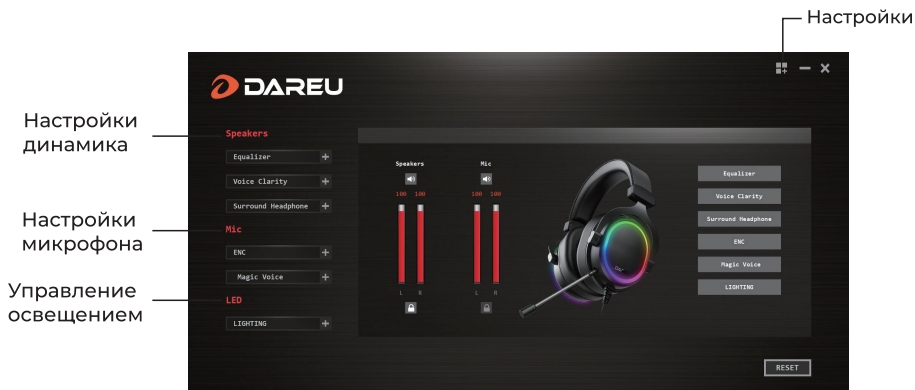 Настройки
DAREU
Настройки
динамика
Speakers
Equalizer
Voice Clarity
Surround Headphone
Настройки
микрофона
Mic
ENC
Magic Voice
Управление
освещением
LED
LIGHTING
Speakers
Mic
100 100
100 100
L R
L R
Equalizer
Voice Clarity
Surround Headphone
ENC
Magic Voice
LIGHTING
RESET